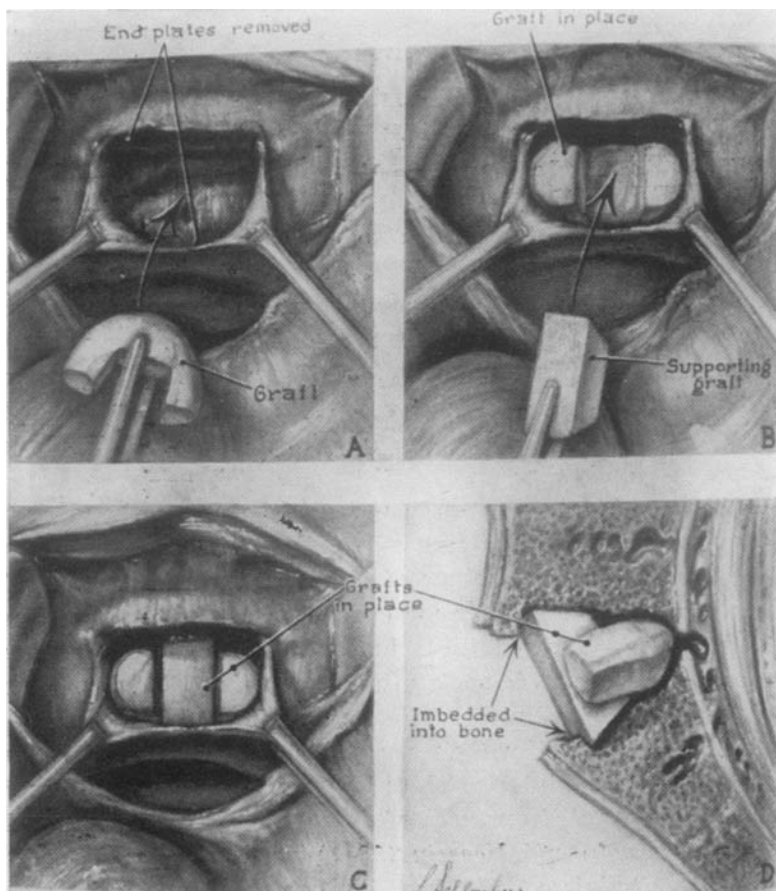 End plates removed
Graft
A
Graft in place
Supporting
graft
B
Grafts
in place
C
Imbedded
into bone
D